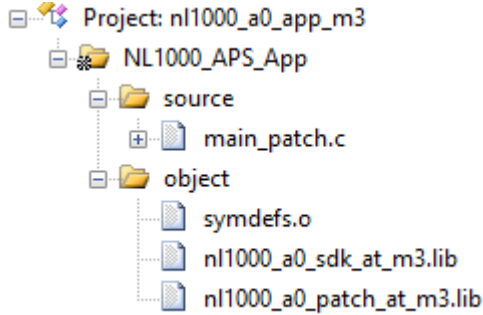 Project: nl1000_a0_app_m3
NL1000_APS_App
source
main_patch.c
object
symdefs.o
nl1000_a0_sdk_at_m3.lib
nl1000_a0_patch_at_m3.lib